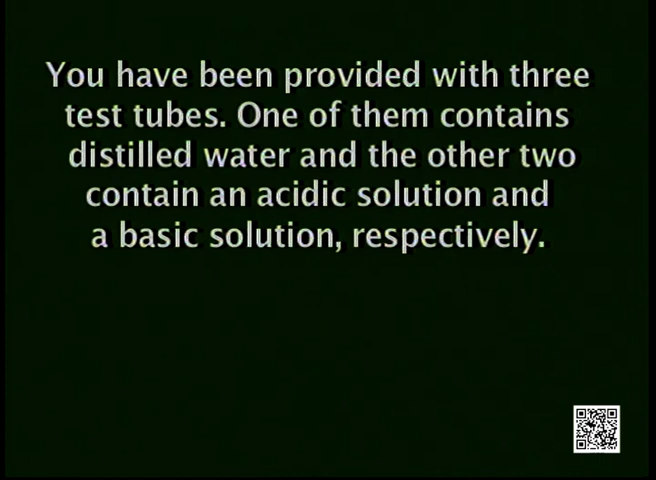 You have been provided with three
test tubes. One of them contains
distilled water and the other two
contain an acidic solution and
a basic solution, respectively.